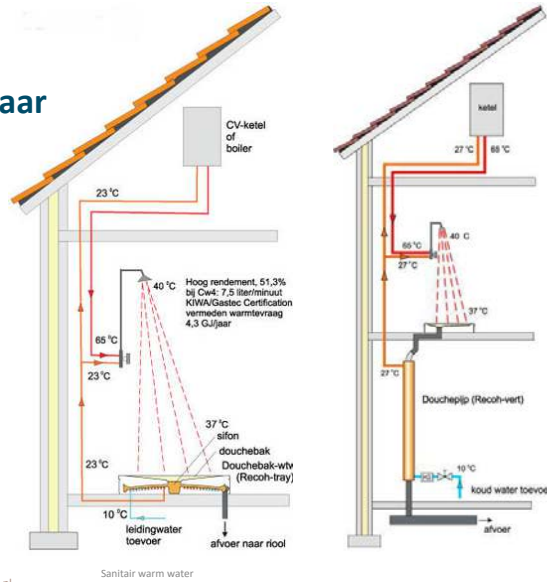 aar
CV-ketel
of
boiler
23 °C
40 °C
Hoog rendement, 51,3%
bij Cw4: 7,5 liter/minuut
KIWA/Gastec Certification
vermeden warmtevraag
4,3 GJ/jaar
65 °C
23 °C
37 °C
sifon
douchebak
Douchebak-wtw
(Recoh-tray)
23 °C
10 °C
leidingwater
toevoer
afvoer naar riool
ketel
27 °C
65 °C
40 C
65 °C
27 °C
37 °C
27 °C
Douchepijp (Recoh-vert)
10 °C
koud water toevoe
afvoer
Sanitair warm water